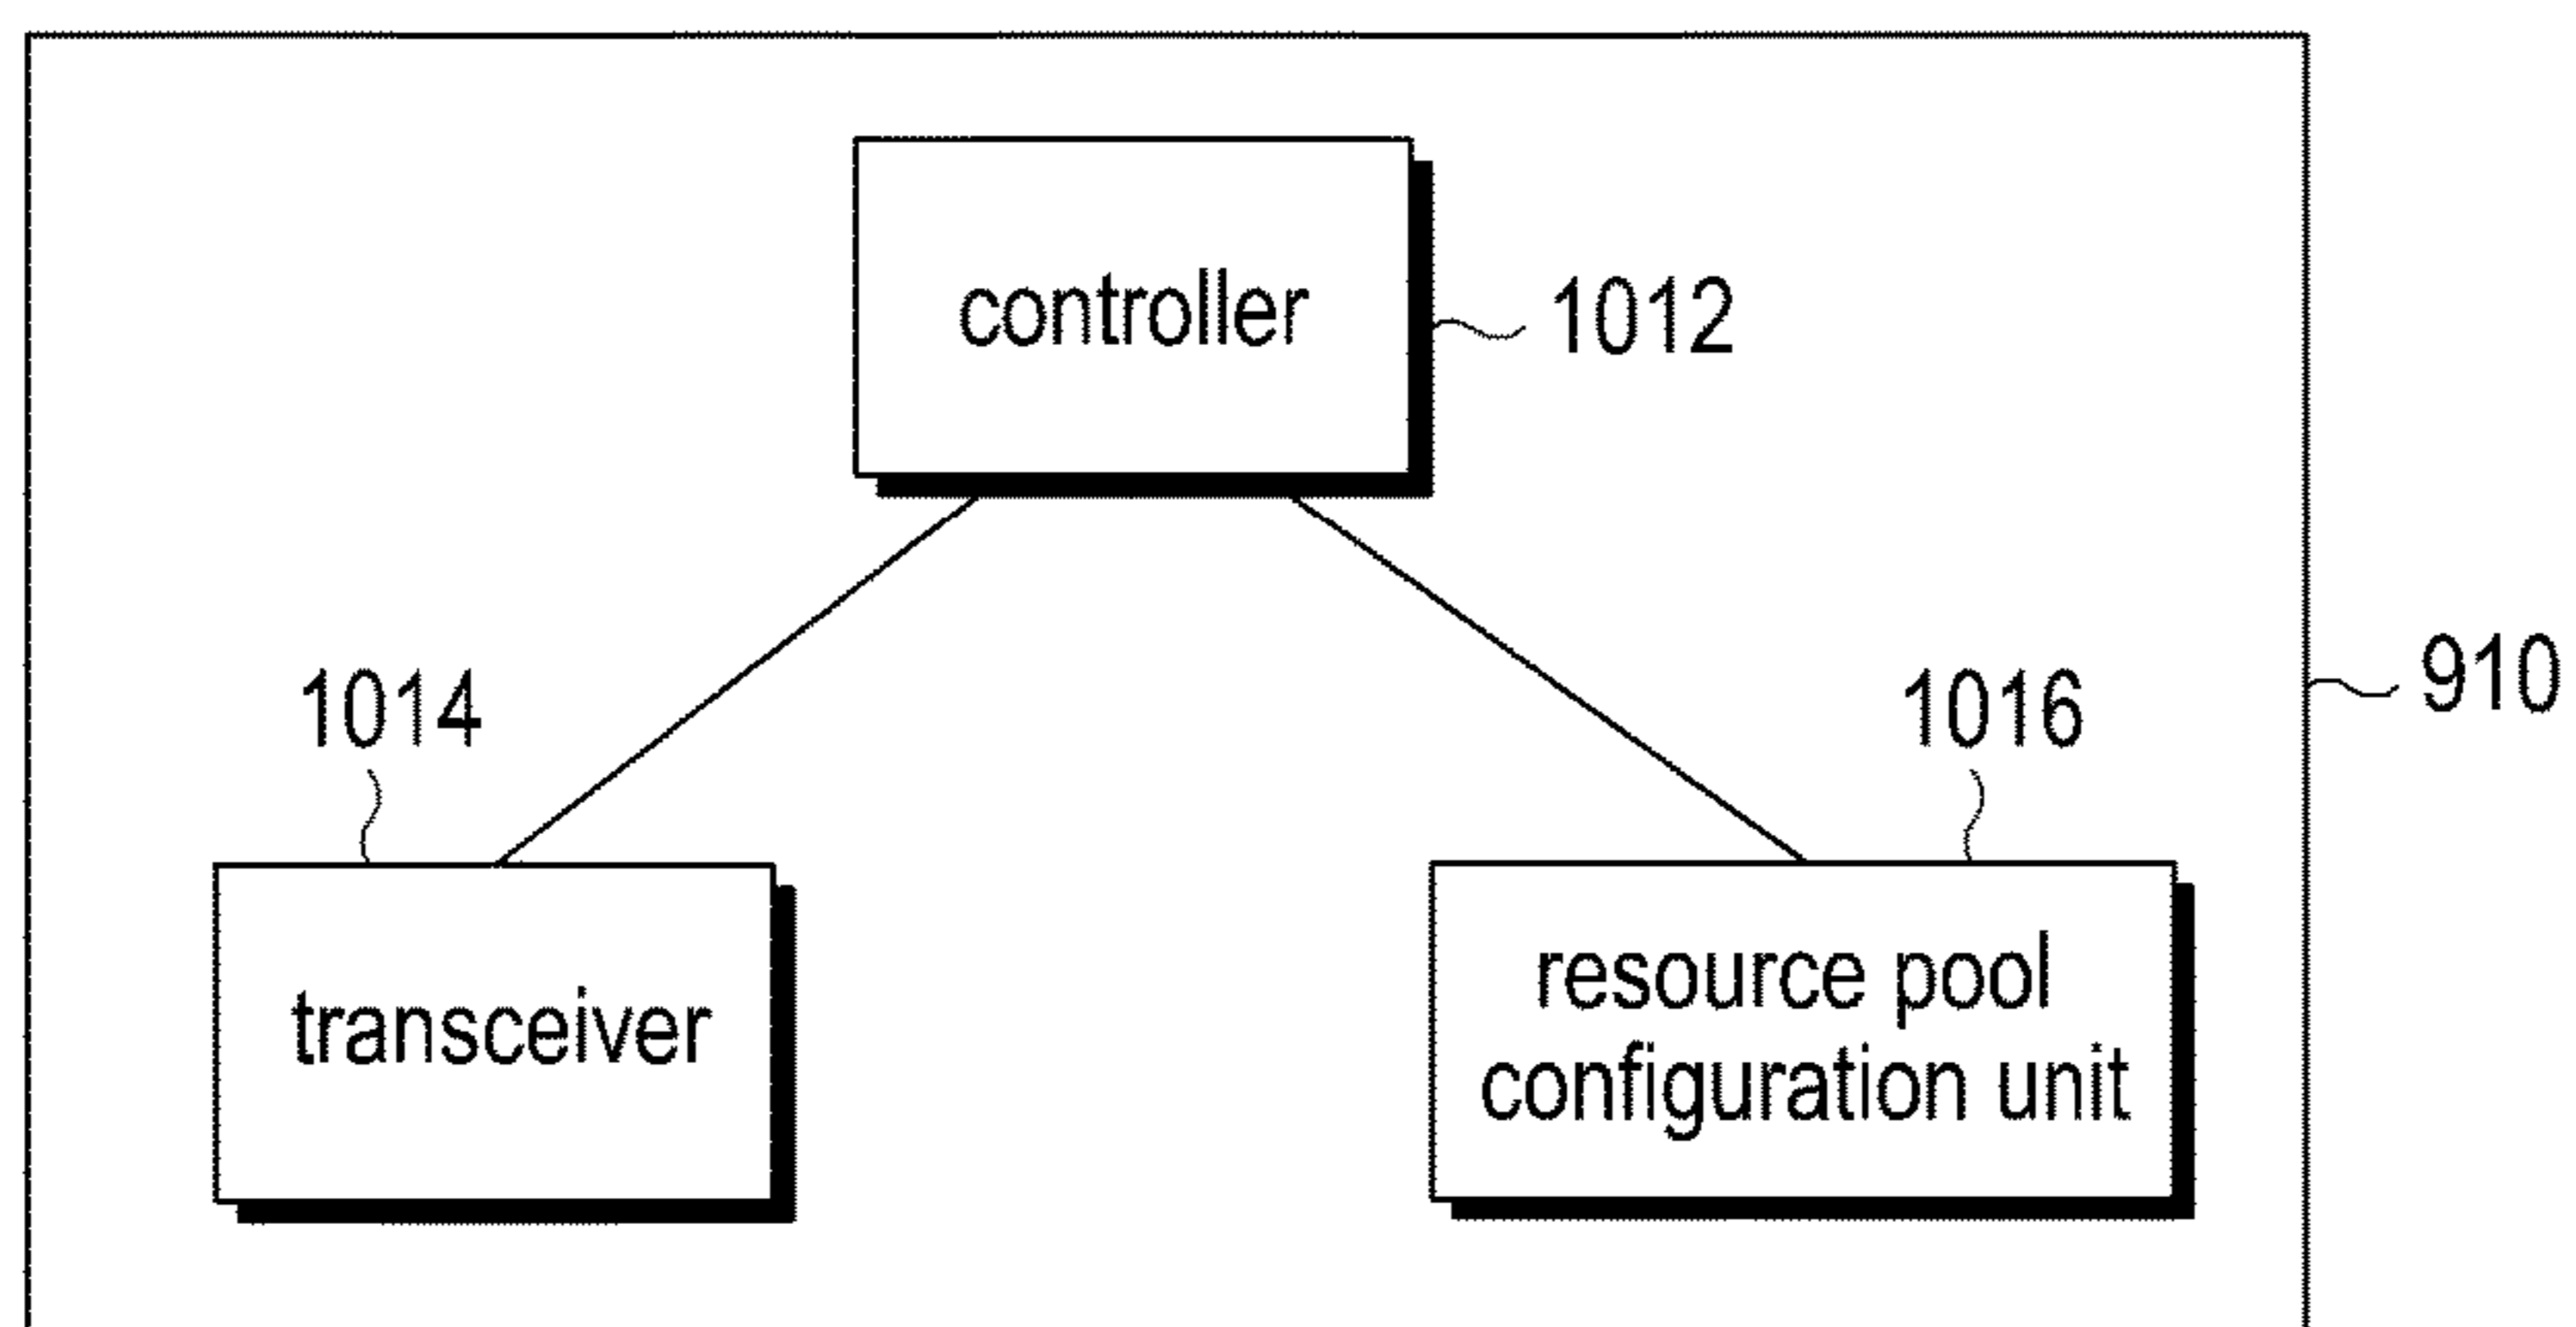 controller
1012
910
1014
1016
transceiver
resource pool
configuration unit